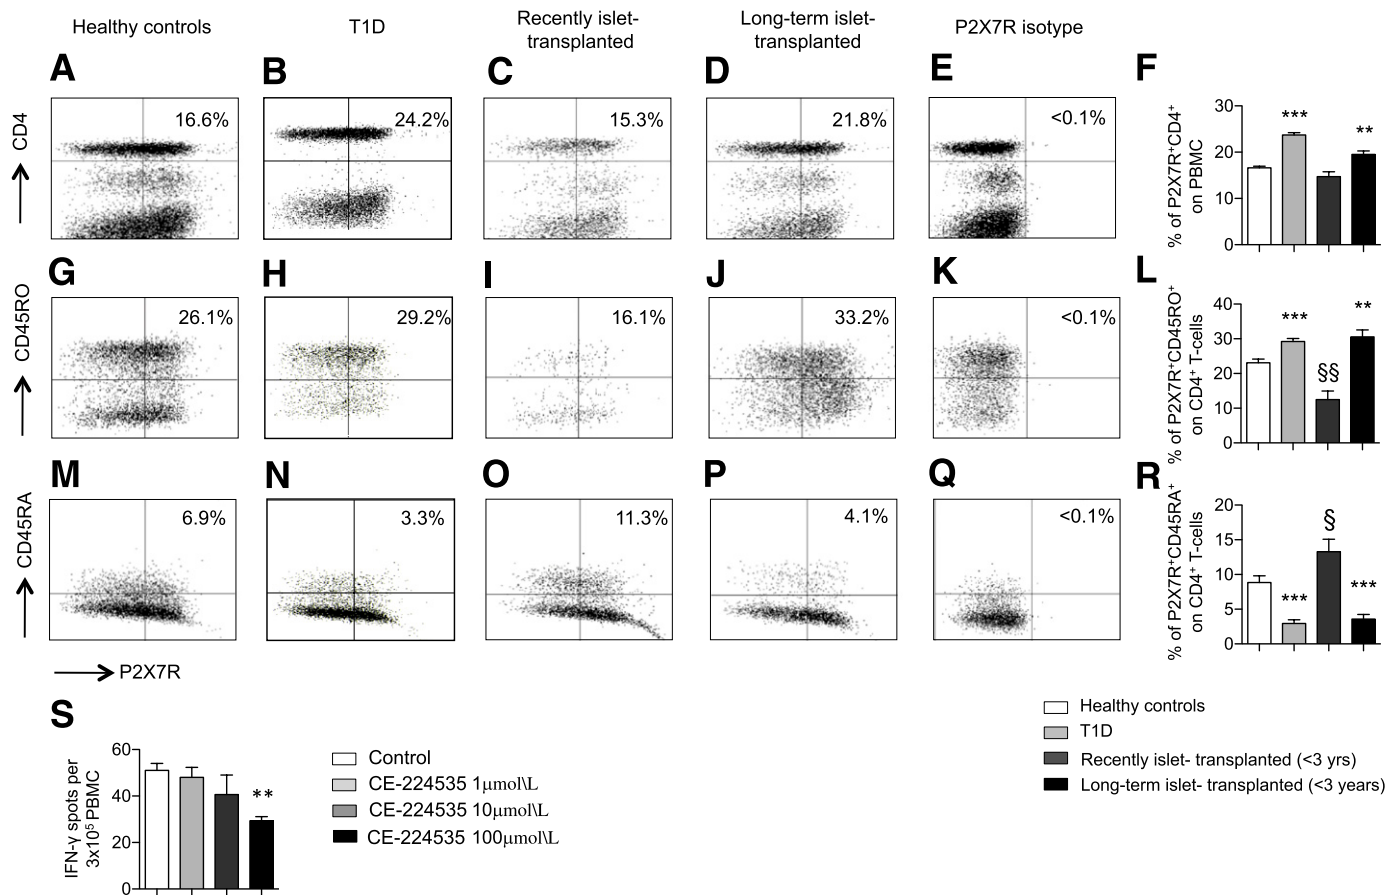 Healthy controls
T1D
Recently islet-
transplanted
Long-term islet-
transplanted
P2X7R isotype
A
B
C
D
E
F
CD4
16.6%
24.2%
15.3%
21.8%
<0.1%
% of P2X7R⁺CD4⁺
on PBMC
30
20
10
0
***
**
G
H
I
J
K
L
CD45RO
26.1%
29.2%
16.1%
33.2%
<0.1%
% of P2X7R⁺CD45RO⁺
on CD4⁺ T-cells
40
30
20
10
0
***
§§
**
M
N
O
P
Q
R
CD45RA
6.9%
3.3%
11.3%
4.1%
<0.1%
% of P2X7R⁺CD45RA⁺
on CD4⁺ T-cells
20
15
10
5
0
***
§
***
P2X7R
S
IFN-γ spots per
3x10⁵ PBMC
60
40
20
0
**
Control
CE-224535 1μmol\L
CE-224535 10μmol\L
CE-224535 100μmol\L
Healthy controls
T1D
Recently islet- transplanted (<3 yrs)
Long-term islet- transplanted (<3 years)